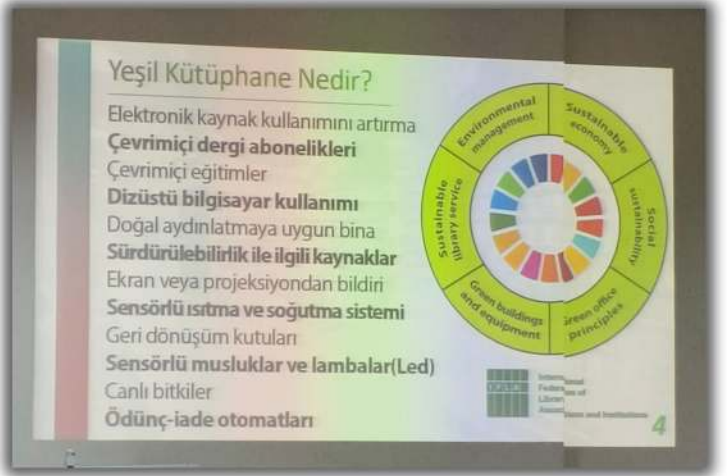 Yeşil Kütüphane Nedir?
Elektronik kaynak kullanımını artırma
Çevrimiçi dergi abonelikleri
Çevrimiçi eğitimler
Dizüstü bilgisayar kullanımı
Doğal aydınlatmaya uygun bina
Sürdürülebilirlik ile ilgili kaynaklar
Ekran veya projeksiyondan bildiri
Sensörlü ısıtma ve soğutma sistemi
Geri dönüşüm kutuları
Sensörlü musluklar ve lambalar(Led)
Canlı bitkiler
Ödünç-iade otomatları
Environmental
management
Sustainable
economy
Social
sustainability
Green office
principles
Green buildings
and equipment
Sustainable
library service
IFLA
and Institutions
4